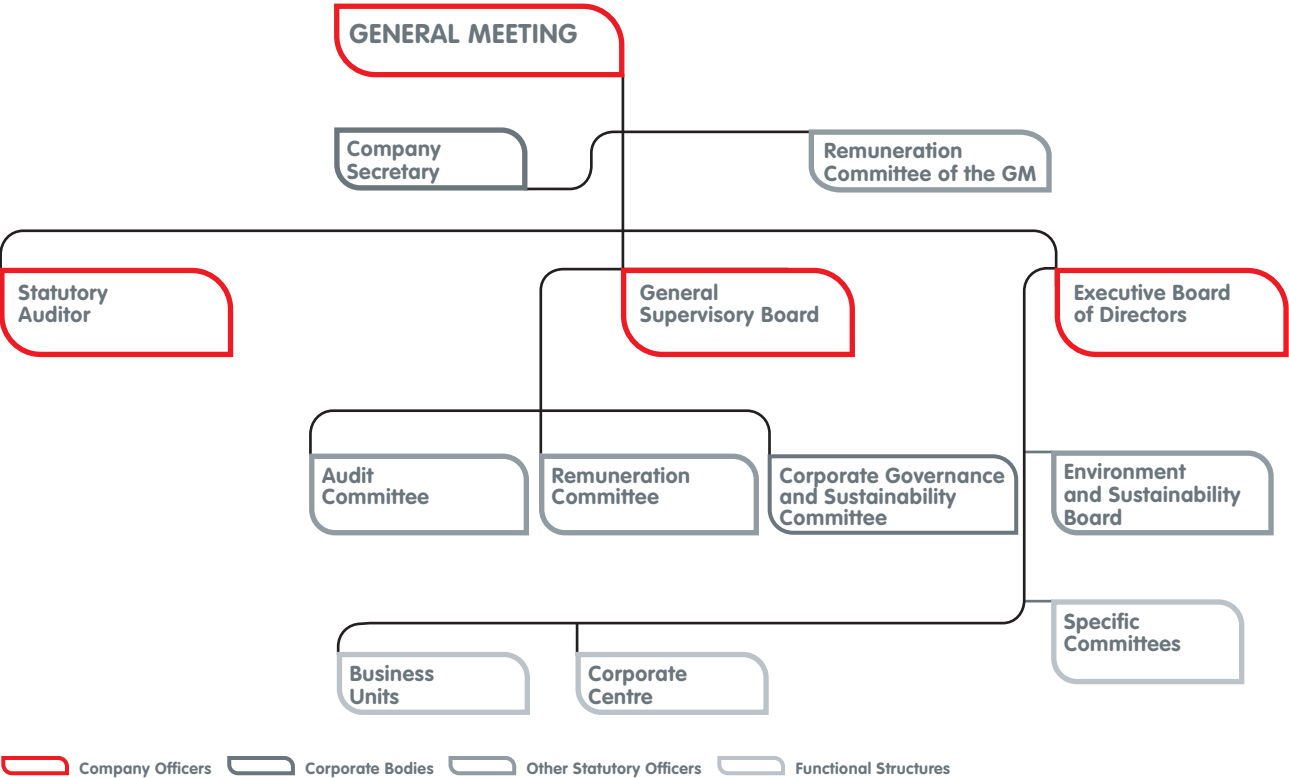 GENERAL MEETING
Company
Secretary
Remuneration
Committee of the GM
Statutory
Auditor
General
Supervisory Board
Executive Board
of Directors
Audit
Committee
Remuneration
Committee
Corporate Governance
and Sustainability
Committee
Environment
and Sustainability
Board
Specific
Committees
Business
Units
Corporate
Centre
Company Officers
Corporate Bodies
Other Statutory Officers
Functional Structures